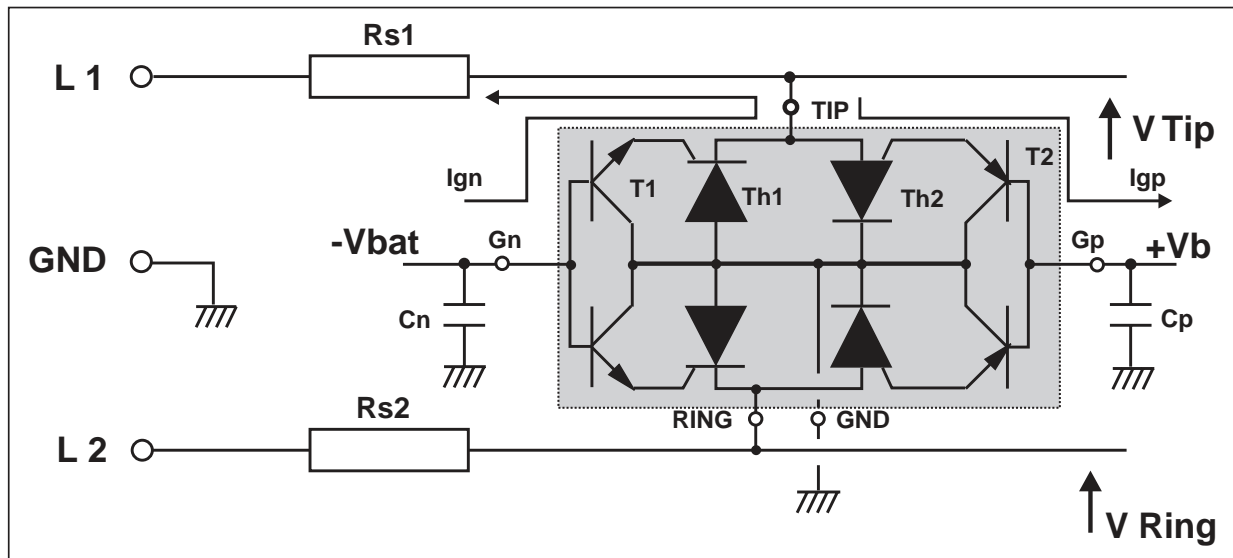 Rs1
L 1
TIP
V Tip
Ign
T1
Th1
Th2
T2
Igp
-Vbat
Gn
Gp
+Vb
GND
Cn
Cp
Rs2
RING
GND
L 2
V Ring